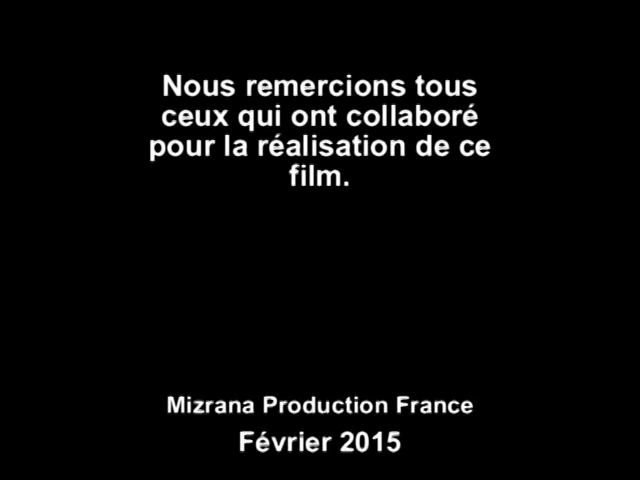 Nous remercions tous
ceux qui ont collaboré
pour la réalisation de ce
film.
Mizrana Production France
Février 2015